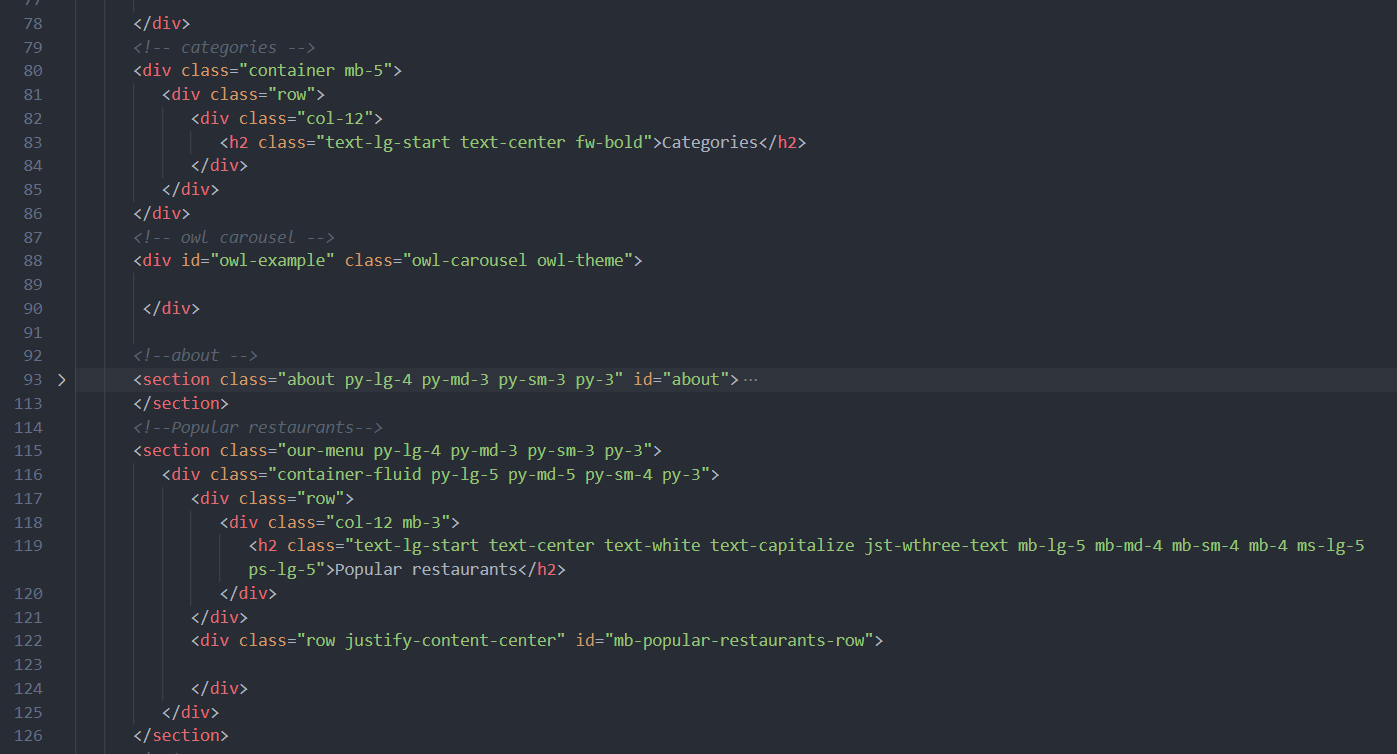 78 </div>
79 <!-- categories -->
80 <div class="container mb-5">
81 <div class="row">
82 <div class="col-12">
83 <h2 class="text-lg-start text-center fw-bold">Categories</h2>
84 </div>
85 </div>
86 </div>
87 <!-- owl carousel -->
88 <div id="owl-example" class="owl-carousel owl-theme">
89
90 </div>
91
92 <!--about -->
93 <section class="about py-lg-4 py-md-3 py-sm-3 py-3" id="about"> ···
113 </section>
114 <!--Popular restaurants-->
115 <section class="our-menu py-lg-4 py-md-3 py-sm-3 py-3">
116 <div class="container-fluid py-lg-5 py-md-5 py-sm-4 py-3">
117 <div class="row">
118 <div class="col-12 mb-3">
119 <h2 class="text-lg-start text-center text-white text-capitalize jst-wthree-text mb-lg-5 mb-md-4 mb-sm-4 mb-4 ms-lg-5
ps-lg-5">Popular restaurants</h2>
120 </div>
121 </div>
122 <div class="row justify-content-center" id="mb-popular-restaurants-row">
123
124 </div>
125 </div>
126 </section>